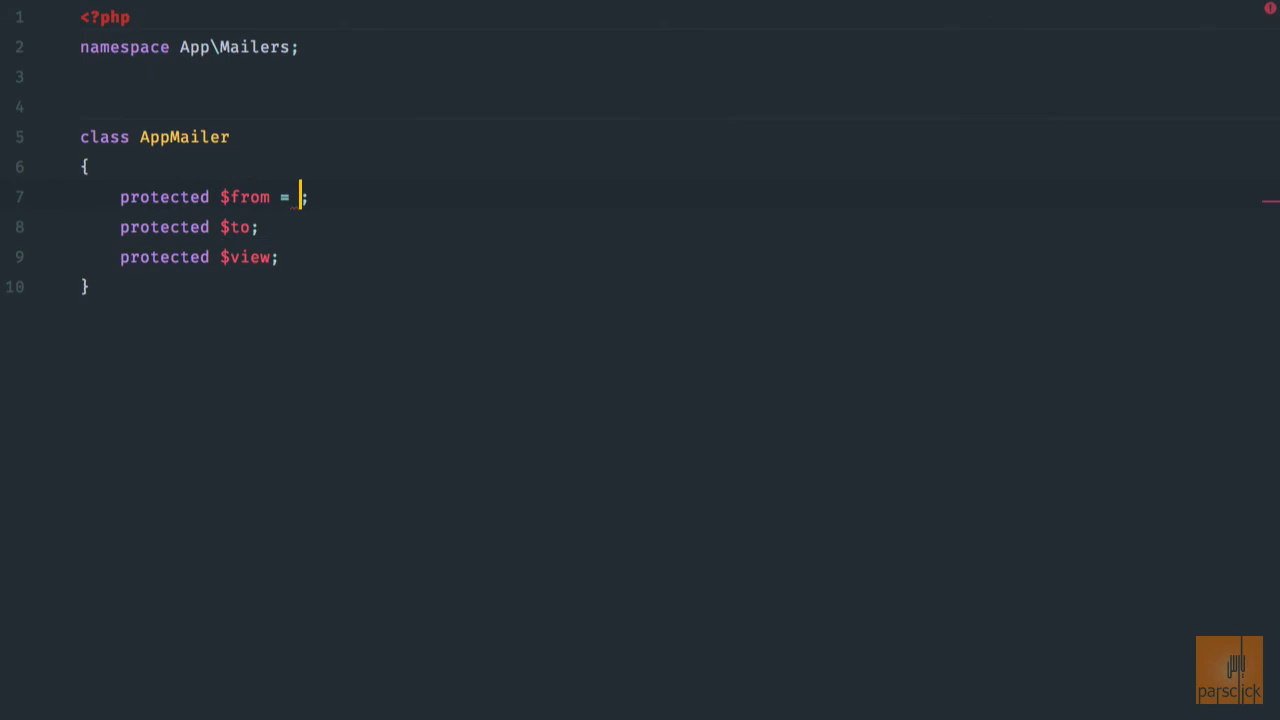 1 <?php
2 namespace App\Mailers;
3
4
5 class AppMailer
6 {
7 protected $from = ;
8 protected $to;
9 protected $view;
10 }
parsclick